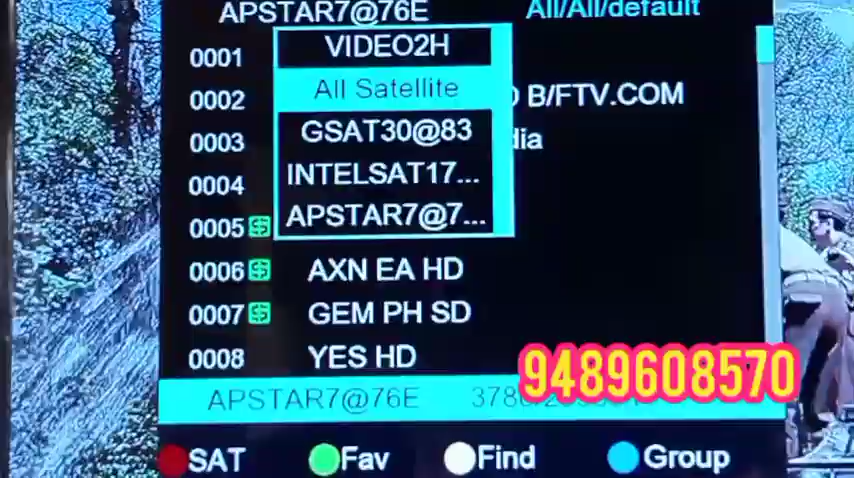 APSTAR7@76E All/All/default
0001 VIDEO2H
0002 All Satellite B/FTV.COM
0003 GSAT30@83 dia
0004 INTELSAT17...
0005 $ APSTAR7@7...
0006 $ AXN EA HD
0007 $ GEM PH SD
0008 YES HD
9489608570
APSTAR7@76E
SAT Fav Find Group